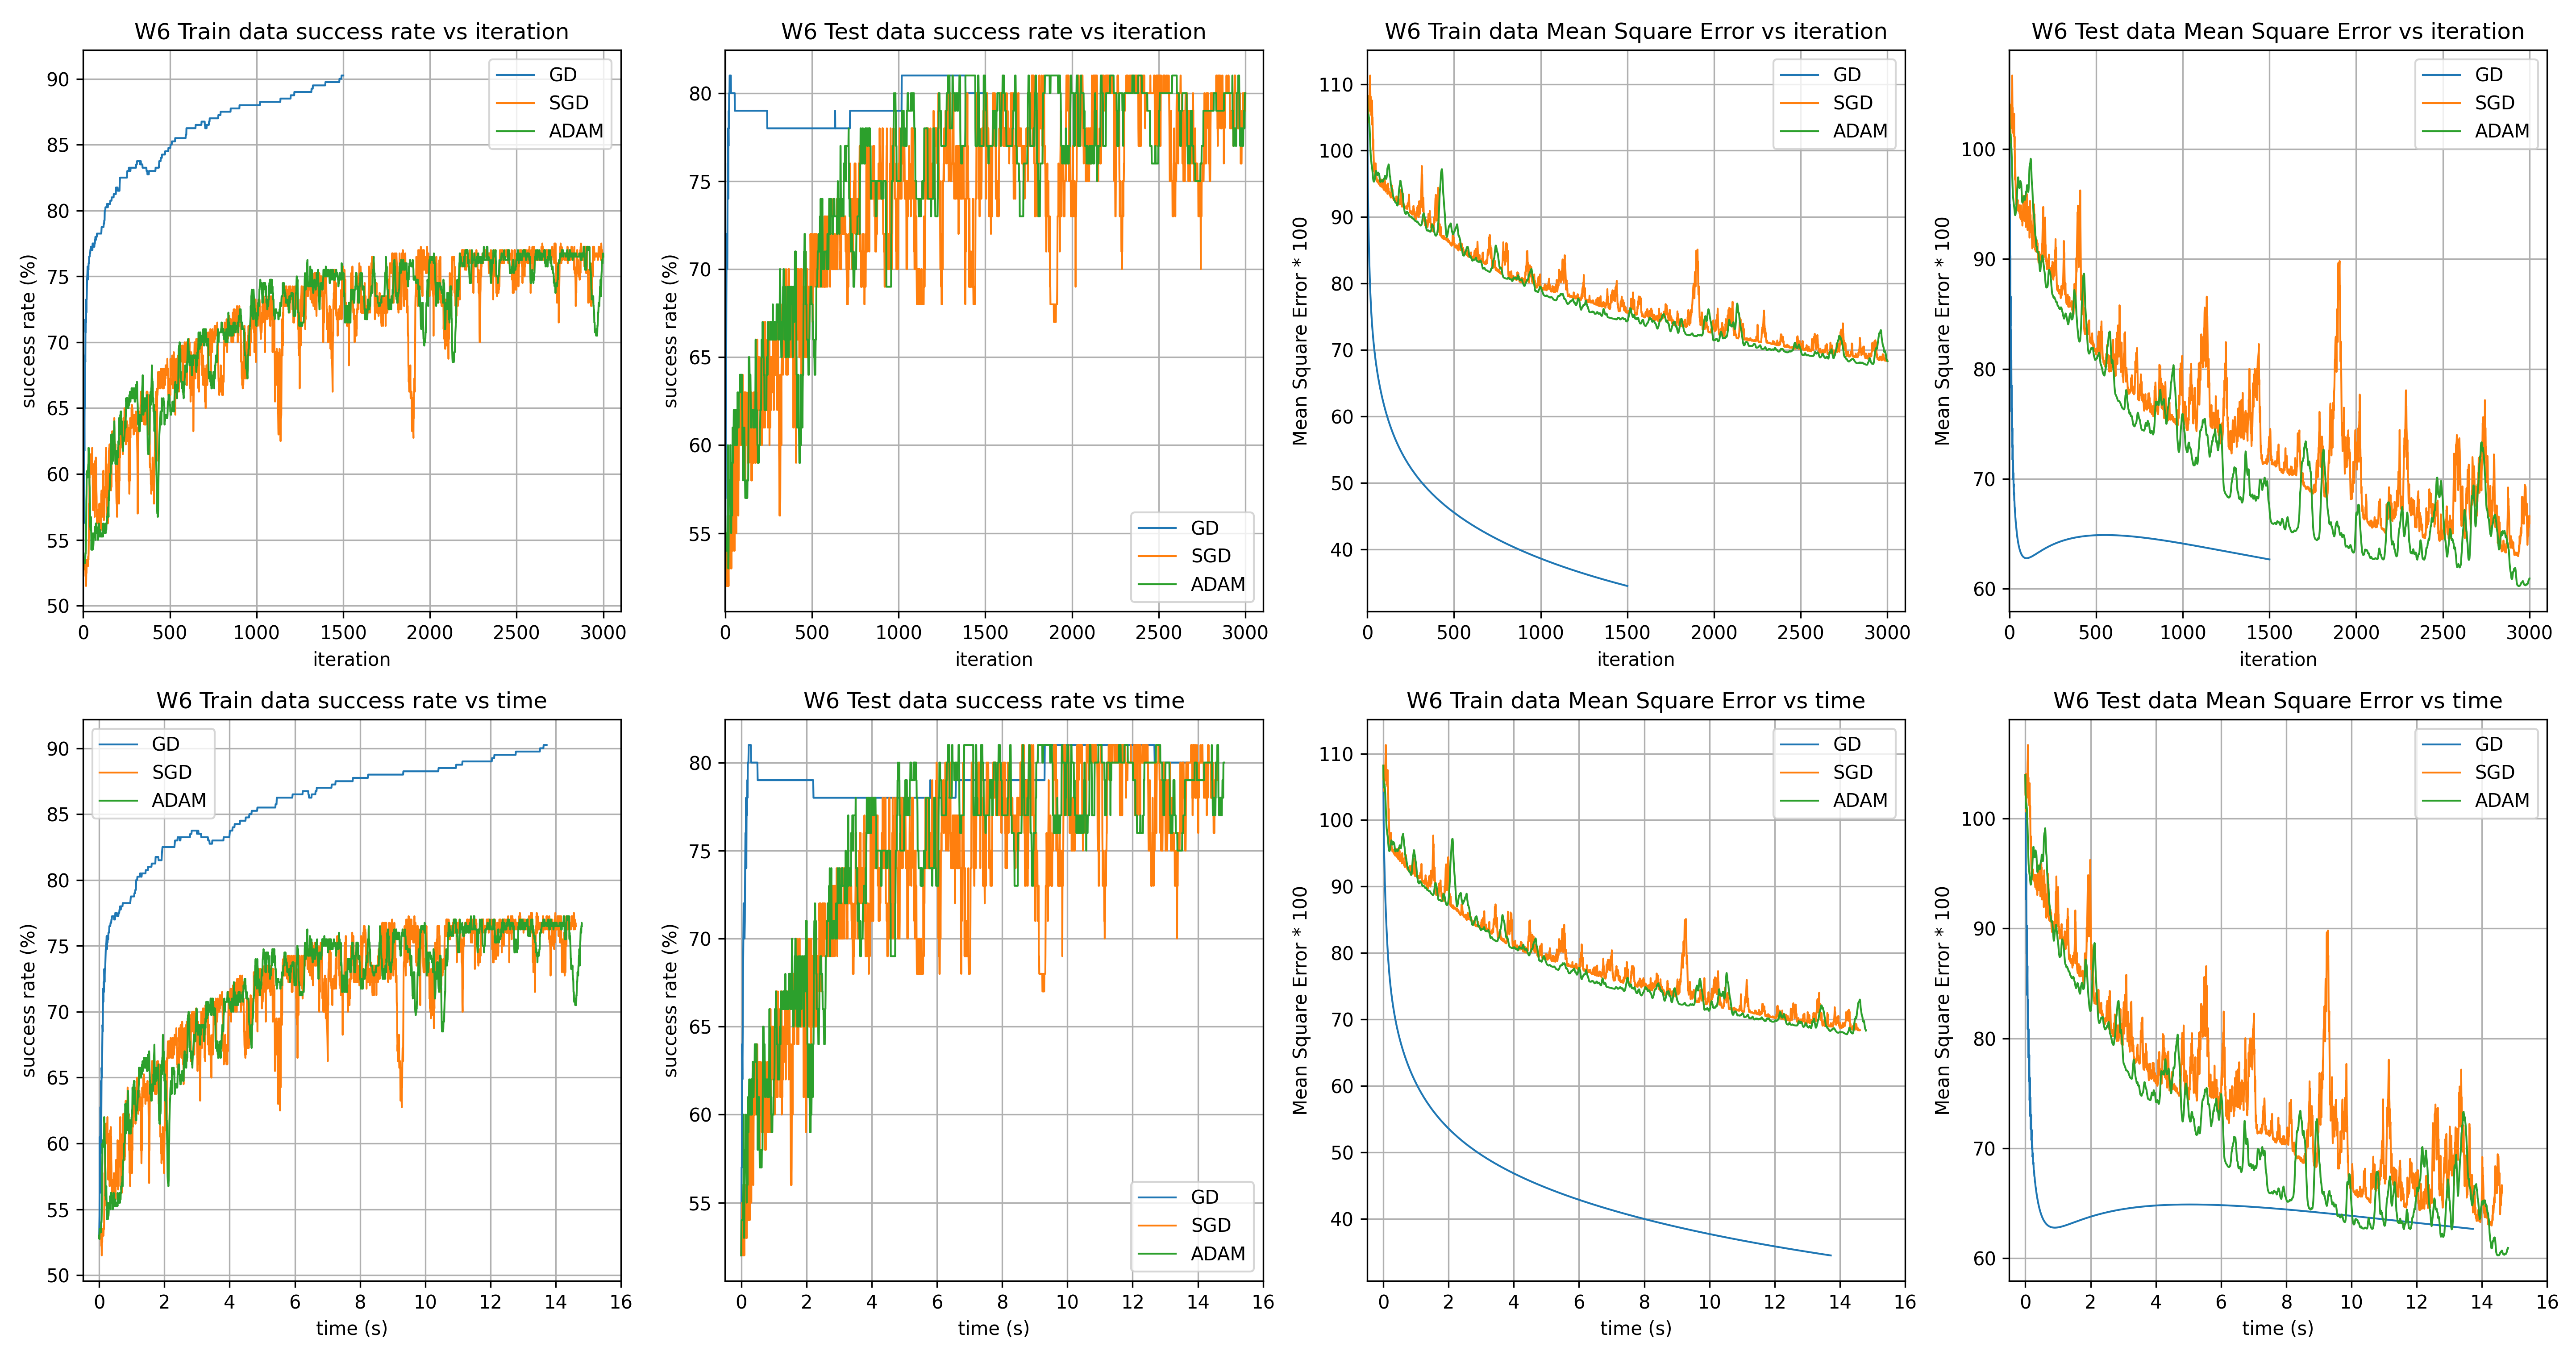 W6 Train data success rate vs iteration
success rate (%)
90
85
80
75
70
65
60
55
50
GD
SGD
ADAM
0 500 1000 1500 2000 2500 3000
iteration
W6 Test data success rate vs iteration
success rate (%)
80
75
70
65
60
55
GD
SGD
ADAM
0 500 1000 1500 2000 2500 3000
iteration
W6 Train data Mean Square Error vs iteration
Mean Square Error * 100
110
100
90
80
70
60
50
40
GD
SGD
ADAM
0 500 1000 1500 2000 2500 3000
iteration
W6 Test data Mean Square Error vs iteration
Mean Square Error * 100
100
90
80
70
60
GD
SGD
ADAM
0 500 1000 1500 2000 2500 3000
iteration
W6 Train data success rate vs time
success rate (%)
90
85
80
75
70
65
60
55
50
GD
SGD
ADAM
0 2 4 6 8 10 12 14 16
time (s)
W6 Test data success rate vs time
success rate (%)
80
75
70
65
60
55
GD
SGD
ADAM
0 2 4 6 8 10 12 14 16
time (s)
W6 Train data Mean Square Error vs time
Mean Square Error * 100
110
100
90
80
70
60
50
40
GD
SGD
ADAM
0 2 4 6 8 10 12 14 16
time (s)
W6 Test data Mean Square Error vs time
Mean Square Error * 100
100
90
80
70
60
GD
SGD
ADAM
0 2 4 6 8 10 12 14 16
time (s)